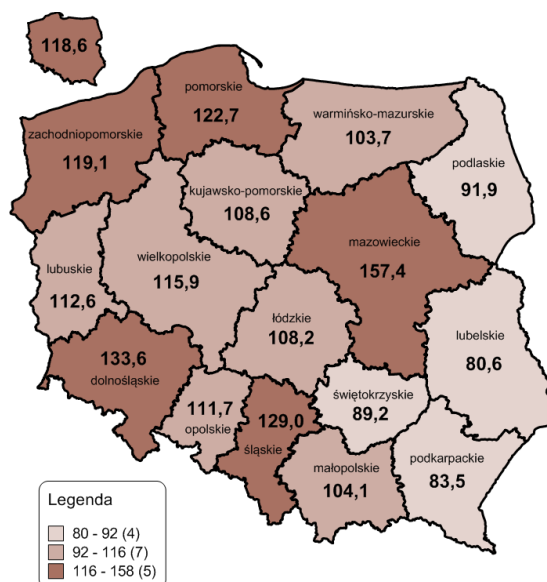 118,6
pomorskie
122,7
zachodniopomorskie
119,1
warmińsko-mazurskie
103,7
podlaskie
91,9
kujawsko-pomorskie
108,6
mazowieckie
157,4
lubuskie
112,6
wielkopolskie
115,9
łódzkie
108,2
lubelskie
80,6
133,6
dolnośląskie
111,7
opolskie
129,0
śląskie
świętokrzyskie
89,2
małopolskie
104,1
podkarpackie
83,5
Legenda
80 - 92 (4)
92 - 116 (7)
116 - 158 (5)